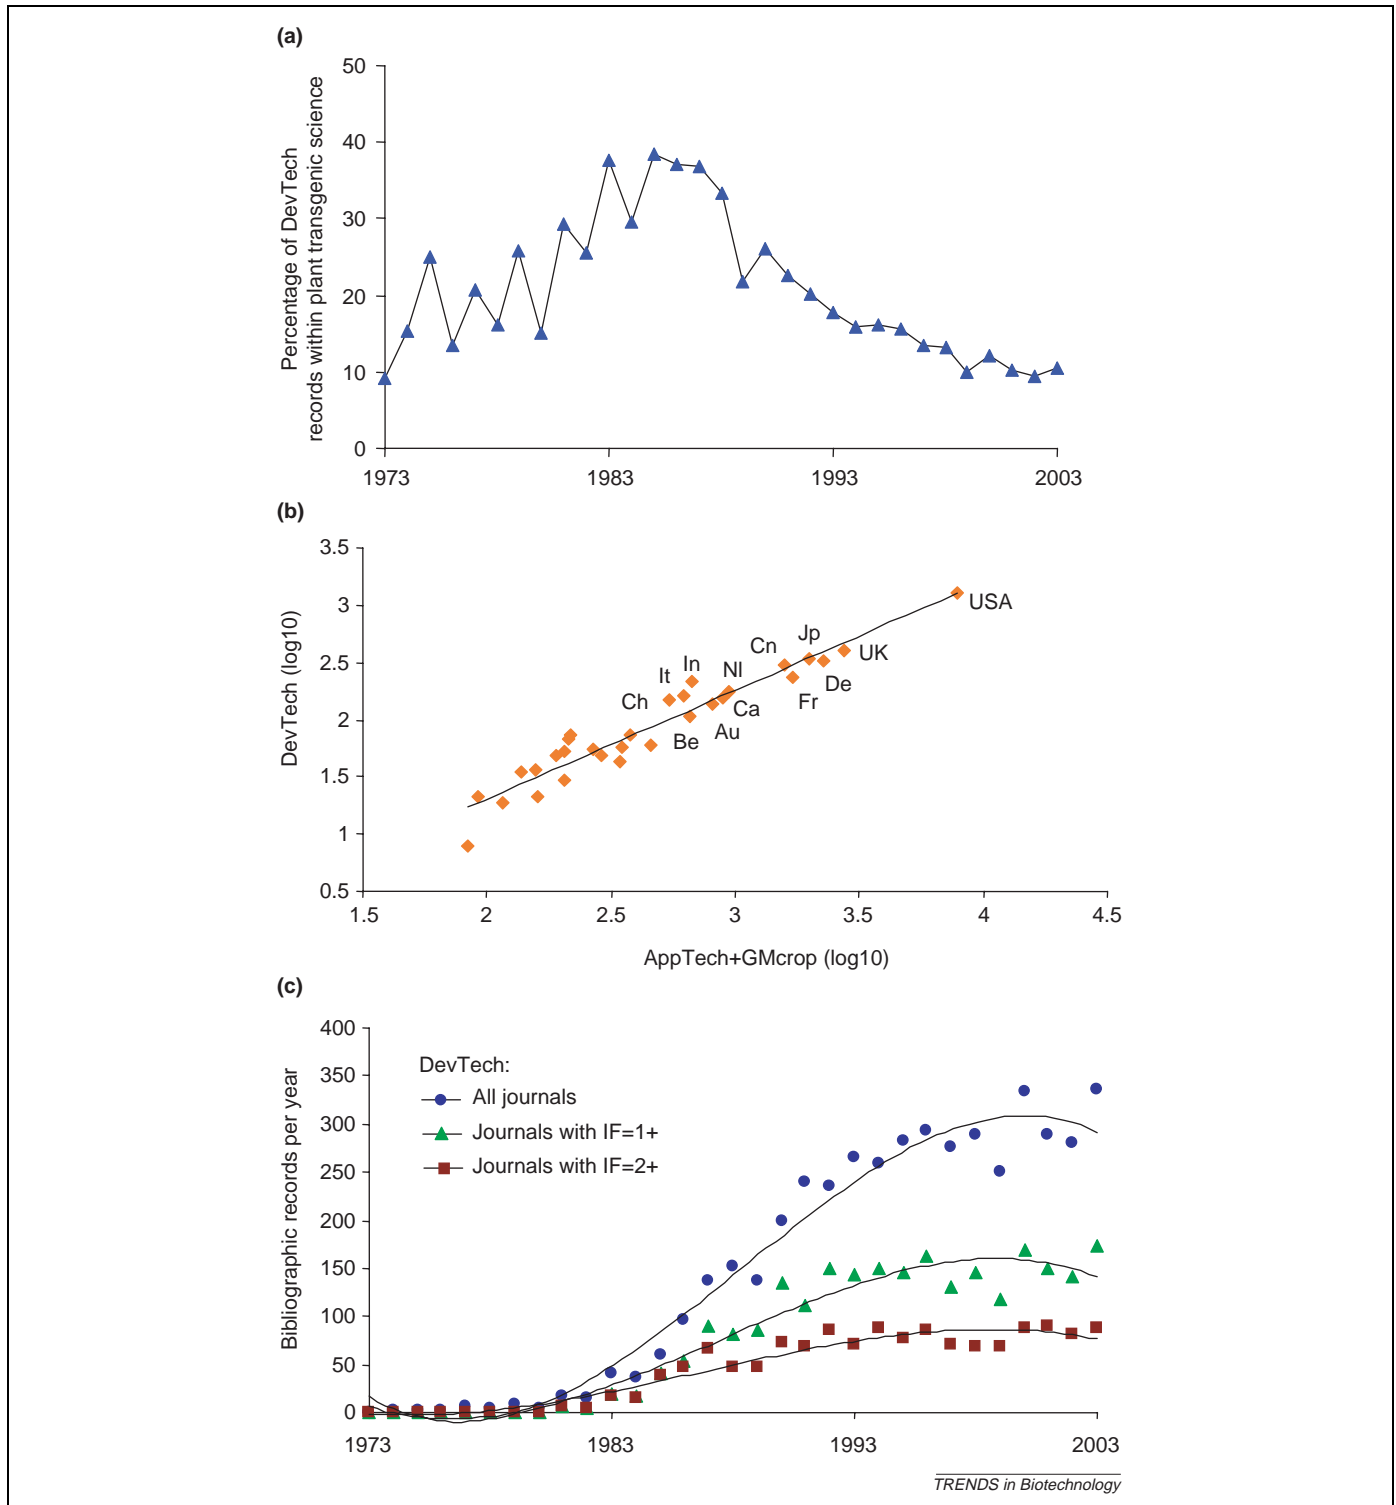 (a)
Percentage of DevTech
records within plant transgenic science
50
40
30
20
10
0
1973
1983
1993
2003
(b)
DevTech (log10)
3.5
3
2.5
2
1.5
1
0.5
USA
UK
De
Jp
Fr
Cn
Nl
Ca
Au
In
It
Be
Ch
1.5
2
2.5
3
3.5
4
4.5
AppTech+GMcrop (log10)
(c)
Bibliographic records per year
400
350
300
250
200
150
100
50
0
DevTech:
All journals
Journals with IF=1+
Journals with IF=2+
1973
1983
1993
2003
TRENDS in Biotechnology